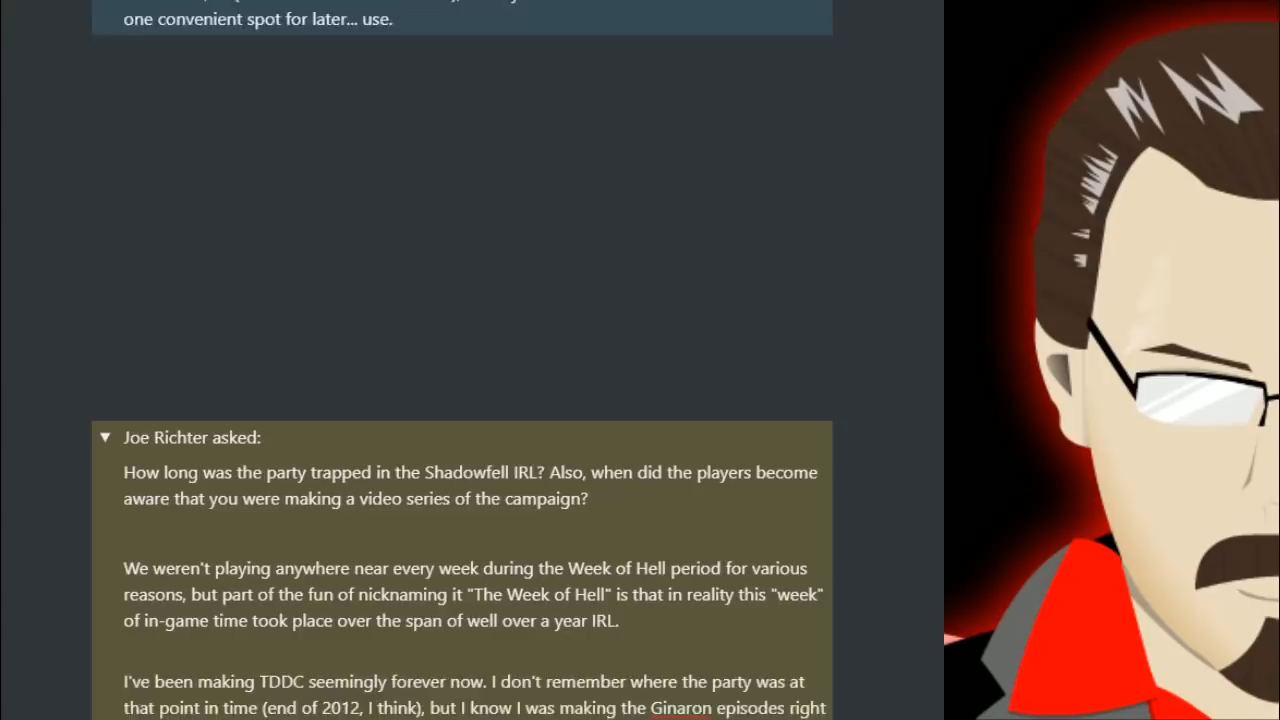 one convenient spot for later... use.
▼ Joe Richter asked:
How long was the party trapped in the Shadowfell IRL? Also, when did the players become
aware that you were making a video series of the campaign?
We weren't playing anywhere near every week during the Week of Hell period for various
reasons, but part of the fun of nicknaming it "The Week of Hell" is that in reality this "week"
of in-game time took place over the span of well over a year IRL.
I've been making TDDC seemingly forever now. I don't remember where the party was at
that point in time (end of 2012, I think), but I know I was making the Ginaron episodes right